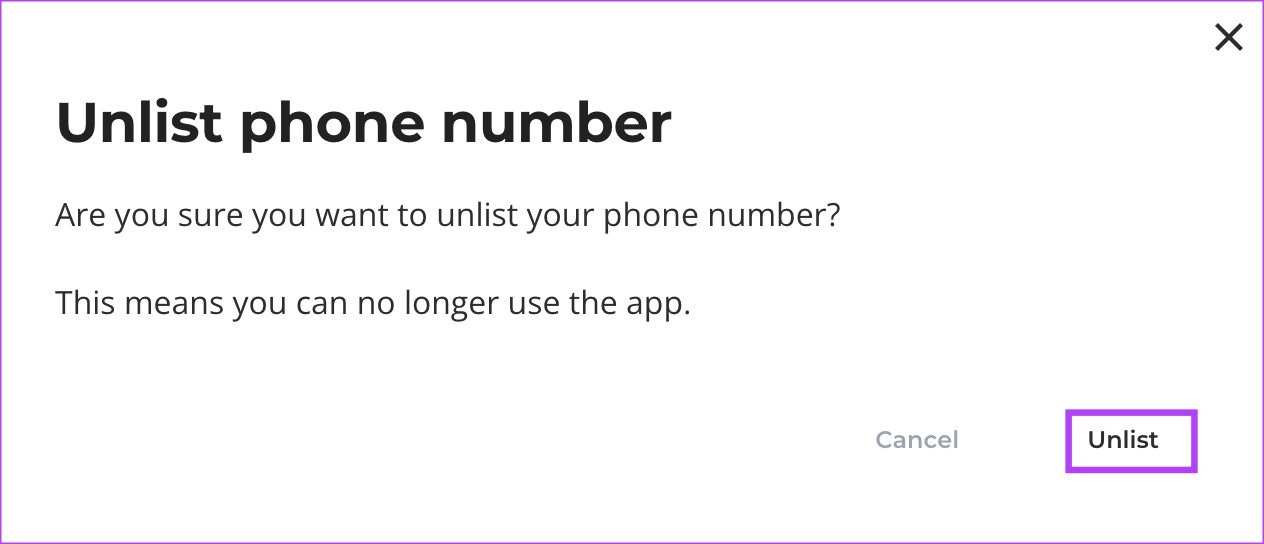 Unlist phone number
Are you sure you want to unlist your phone number?
This means you can no longer use the app.
Cancel
Unlist